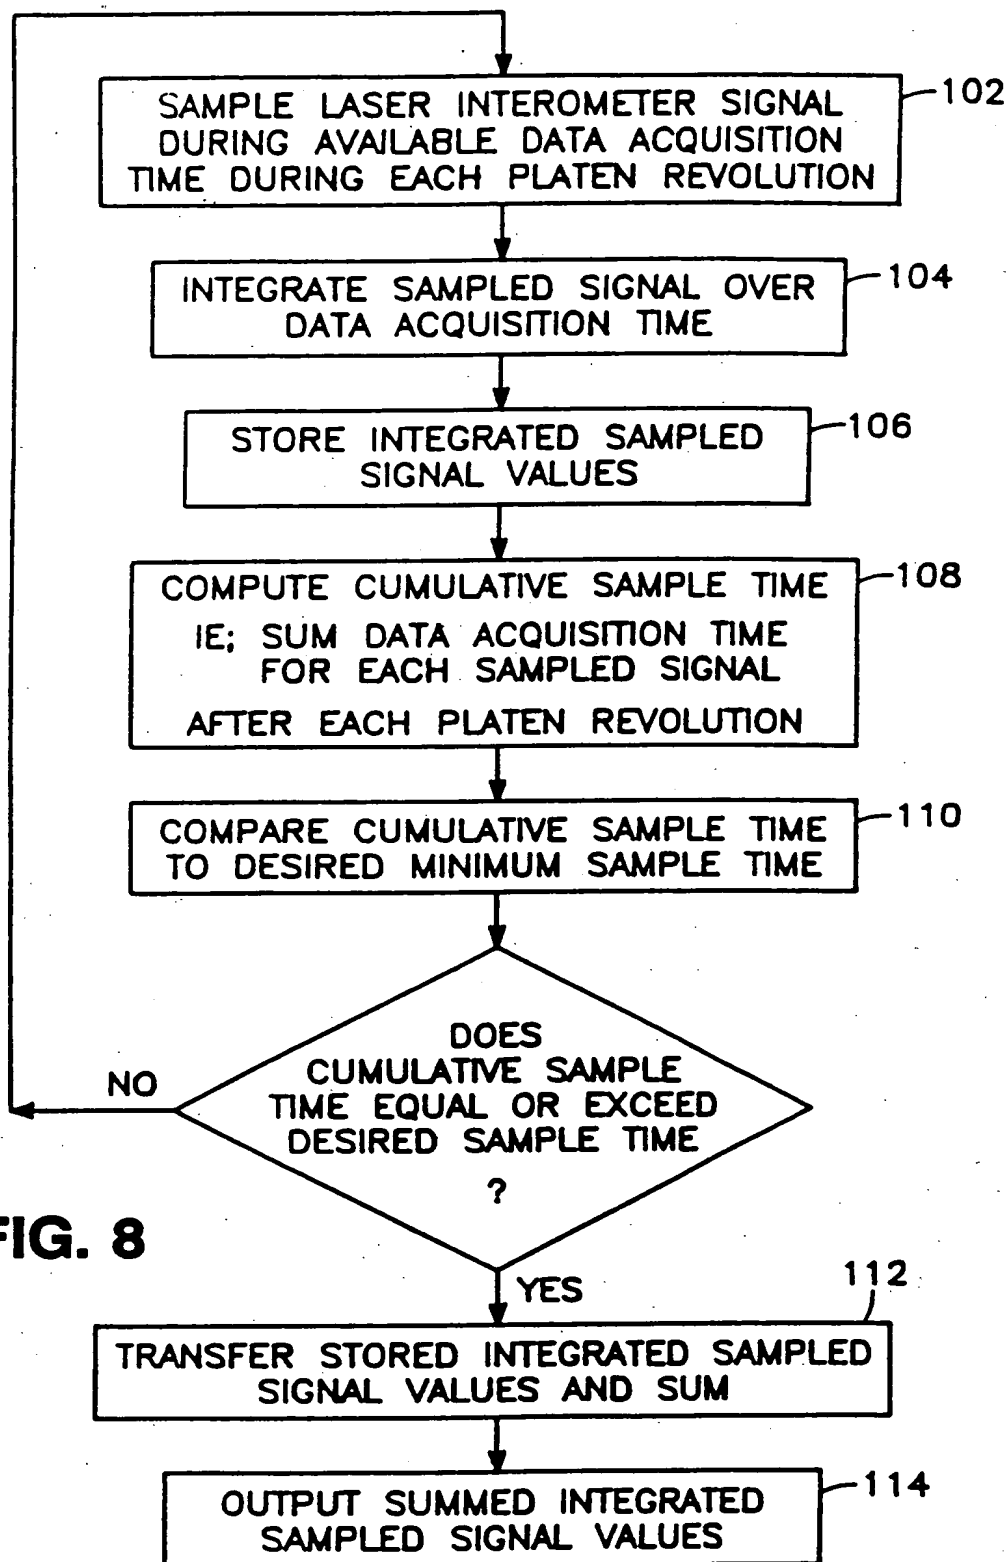 SAMPLE LASER INTEROMETER SIGNAL
DURING AVAILABLE DATA ACQUISITION
TIME DURING EACH PLATEN REVOLUTION
102
INTEGRATE SAMPLED SIGNAL OVER
DATA ACQUISITION TIME
104
STORE INTEGRATED SAMPLED
SIGNAL VALUES
106
COMPUTE CUMULATIVE SAMPLE TIME
IE; SUM DATA ACQUISITION TIME
FOR EACH SAMPLED SIGNAL
AFTER EACH PLATEN REVOLUTION
108
COMPARE CUMULATIVE SAMPLE TIME
TO DESIRED MINIMUM SAMPLE TIME
110
DOES
CUMULATIVE SAMPLE
TIME EQUAL OR EXCEED
DESIRED SAMPLE TIME
?
NO
FIG. 8
YES
112
TRANSFER STORED INTEGRATED SAMPLED
SIGNAL VALUES AND SUM
OUTPUT SUMMED INTEGRATED
SAMPLED SIGNAL VALUES
114